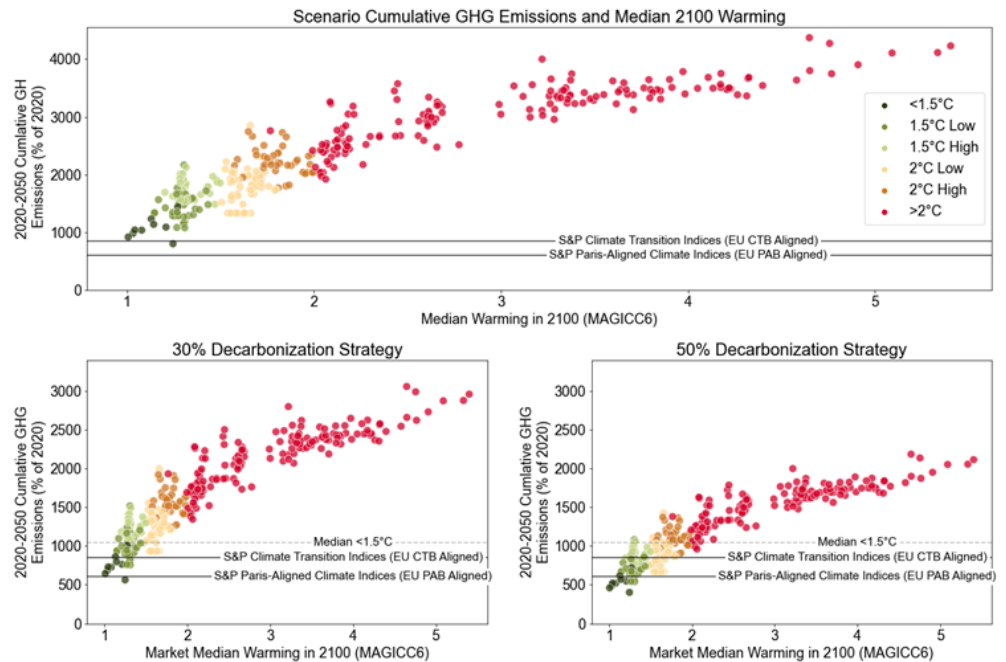 Scenario Cumulative GHG Emissions and Median 2100 Warming
2020-2050 Cumlative GH
Emissions (% of 2020)
4000
3000
2000
1000
0
<1.5°C
1.5°C Low
1.5°C High
2°C Low
2°C High
>2°C
S&P Climate Transition Indices (EU CTB Aligned)
S&P Paris-Aligned Climate Indices (EU PAB Aligned)
1 2 3 4 5
Median Warming in 2100 (MAGICC6)
30% Decarbonization Strategy
2020-2050 Cumlative GHG
Emissions (% of 2020)
3000
2500
2000
1500
1000
500
0
Median <1.5°C
S&P Climate Transition Indices (EU CTB Aligned)
S&P Paris-Aligned Climate Indices (EU PAB Aligned)
1 2 3 4 5
Market Median Warming in 2100 (MAGICC6)
50% Decarbonization Strategy
2020-2050 Cumlative GHG
Emissions (% of 2020)
3000
2500
2000
1500
1000
500
0
Median <1.5°C
S&P Climate Transition Indices (EU CTB Aligned)
S&P Paris-Aligned Climate Indices (EU PAB Aligned)
1 2 3 4 5
Market Median Warming in 2100 (MAGICC6)